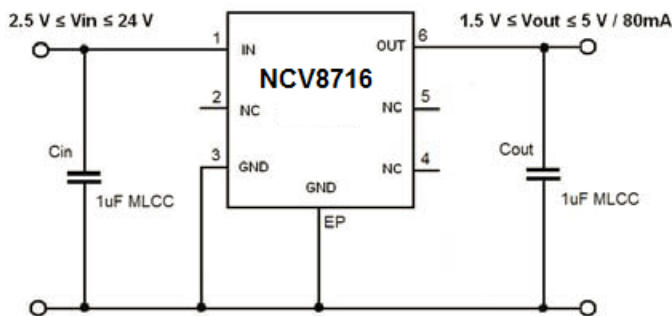 2.5 V ≤ Vin ≤ 24 V
1.5 V ≤ Vout ≤ 5 V / 80mA
1
IN
OUT
6
NCV8716
2
NC
NC
5
3
GND
NC
4
GND
EP
Cin
1uF MLCC
Cout
1uF MLCC